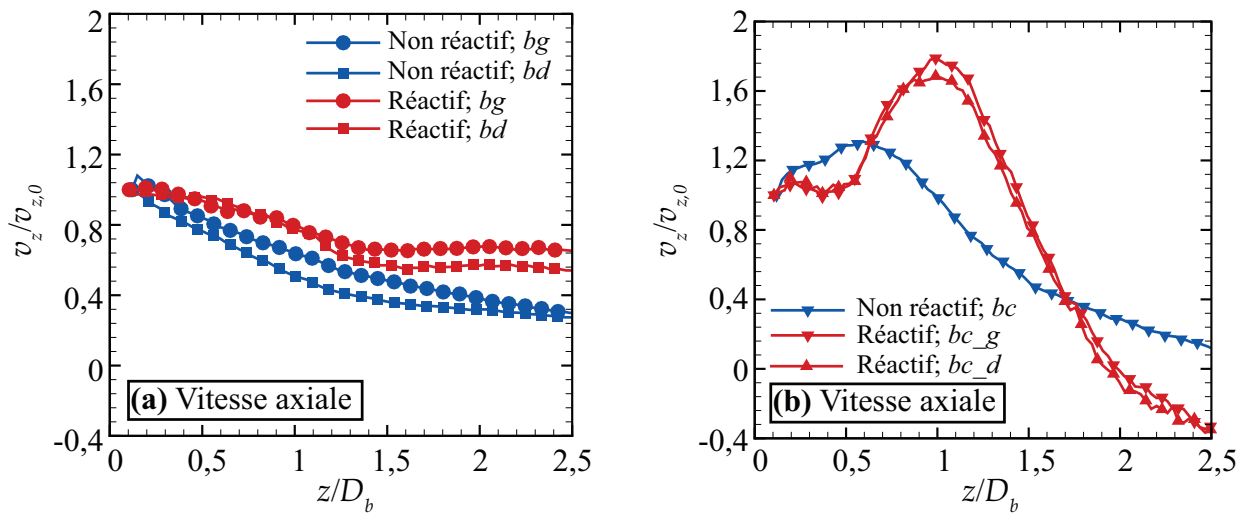 2
1,6
1,2
0,8
0,4
0
-0,4
v_z/v_{z,0}
Non réactif; bg
Non réactif; bd
Réactif; bg
Réactif; bd
(a) Vitesse axiale
0 0,5 1 1,5 2 2,5
z/D_b
2
1,6
1,2
0,8
0,4
0
-0,4
v_z/v_{z,0}
Non réactif; bc
Réactif; bc_g
Réactif; bc_d
(b) Vitesse axiale
0 0,5 1 1,5 2 2,5
z/D_b